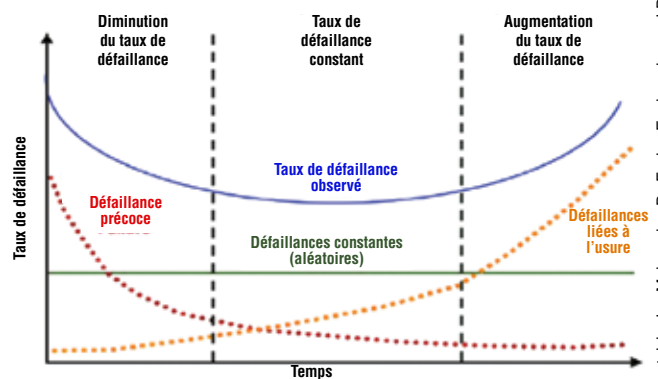 Diminution
du taux de
défaillance
Taux de
défaillance
constant
Augmentation
du taux de
défaillance
Taux de défaillance
Taux de défaillance
observé
Défaillance
précoce
Défaillances constantes
(aléatoires)
Défaillances
liées à
l'usure
Temps